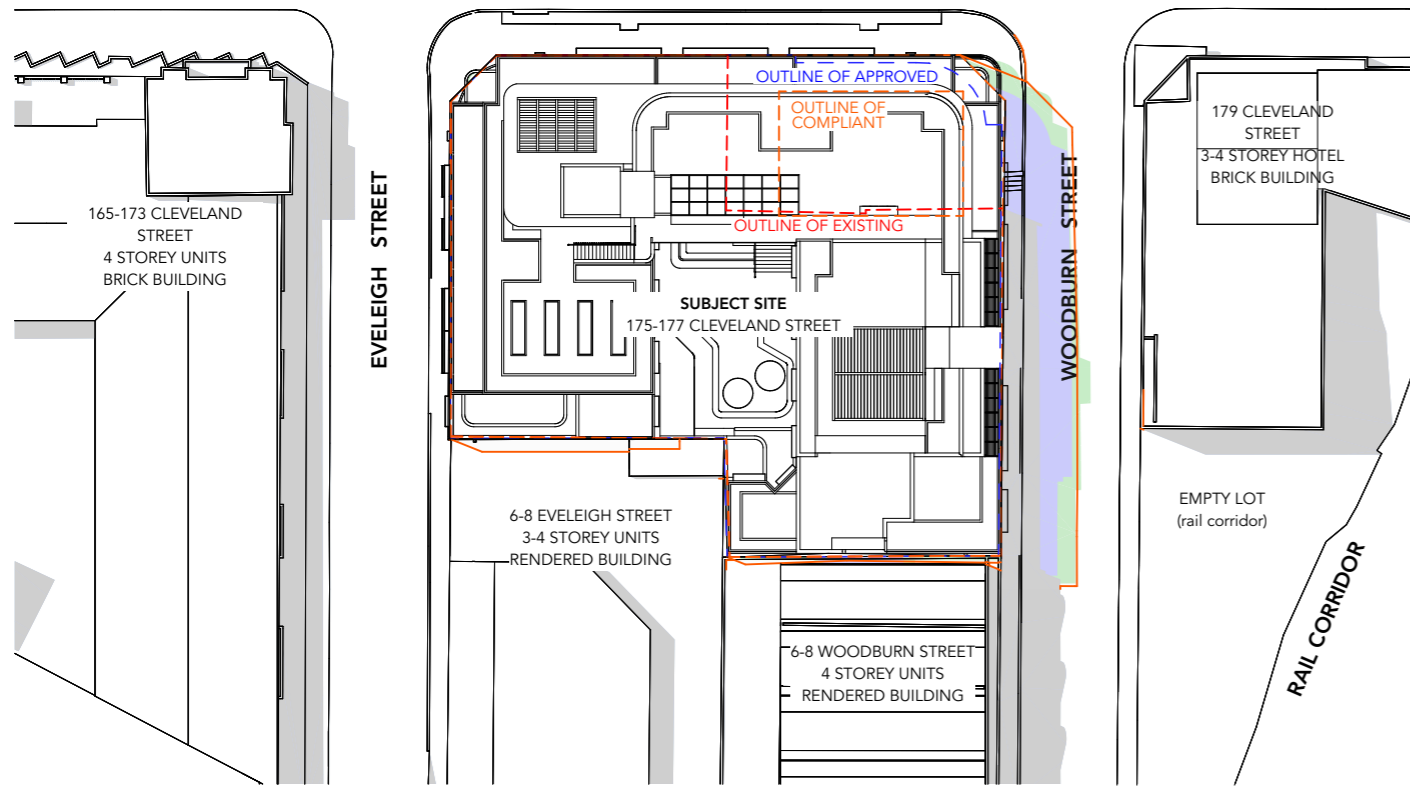 OUTLINE OF APPROVED
OUTLINE OF
COMPLIANT
179 CLEVELAND
STREET
3-4 STOREY HOTEL
BRICK BUILDING
165-173 CLEVELAND
STREET
4 STOREY UNITS
BRICK BUILDING
EVELEIGH STREET
OUTLINE OF EXISTING
WOODBURN STREET
SUBJECT SITE
175-177 CLEVELAND STREET
6-8 EVELEIGH STREET
3-4 STOREY UNITS
RENDERED BUILDING
EMPTY LOT
(rail corridor)
RAIL CORRIDOR
6-8 WOODBURN STREET
4 STOREY UNITS
RENDERED BUILDING